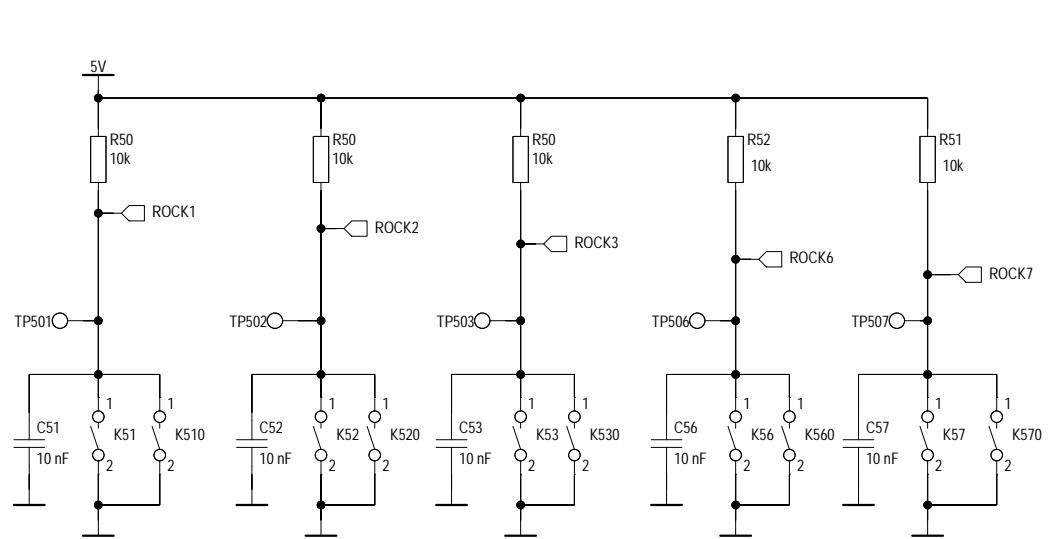 5V
R50
10k
R50
10k
R50
10k
R52
10k
R51
10k
ROCK1
ROCK2
ROCK3
ROCK6
ROCK7
TP501
TP502
TP503
TP506
TP507
C51
10 nF
1
K51
2
1
K510
2
C52
10 nF
1
K52
2
1
K520
2
C53
10 nF
1
K53
2
1
K530
2
C56
10 nF
1
K56
2
1
K560
2
C57
10 nF
1
K57
2
1
K570
2